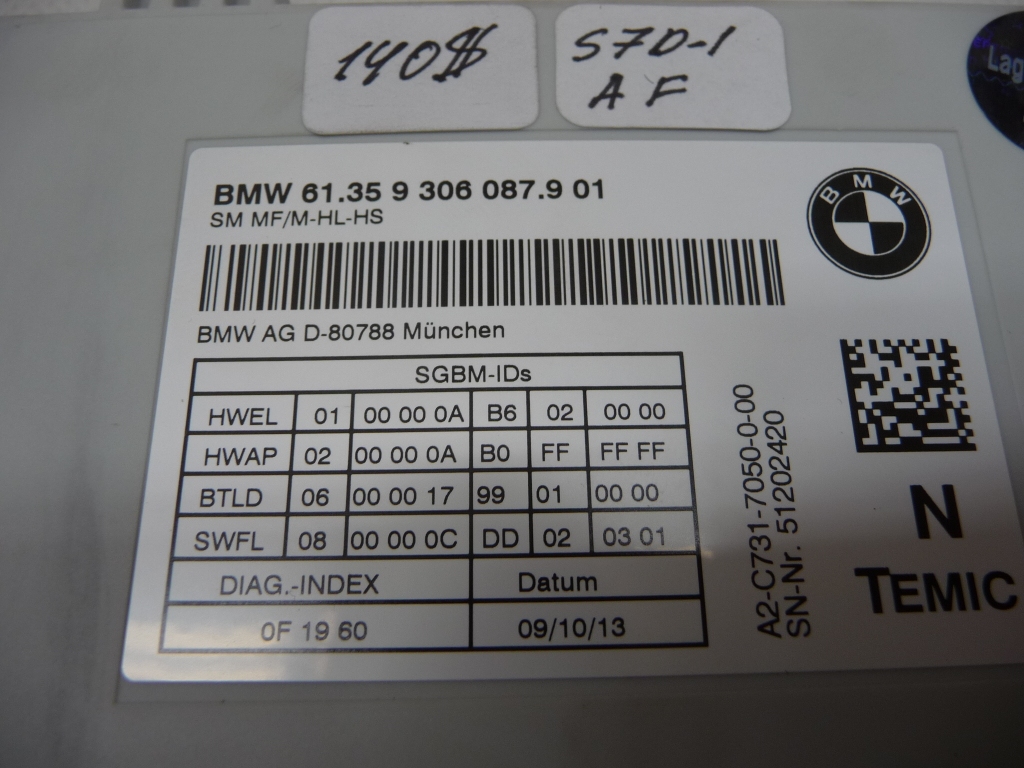 140$
S7D-1
AF
Lag
BMW 61.35 9 306 087.9 01
SM MF/M-HL-HS
BMW
BMW AG D-80788 München
SGBM-IDs
HWEL 01 00 00 0A B6 02 00 00
HWAP 02 00 00 0A B0 FF FF FF
BTLD 06 00 00 17 99 01 00 00
SWFL 08 00 00 0C DD 02 03 01
DIAG.-INDEX Datum
0F 19 60 09/10/13
A2-C731-7050-0-00
SN-Nr. 51202420
N
TEMIC